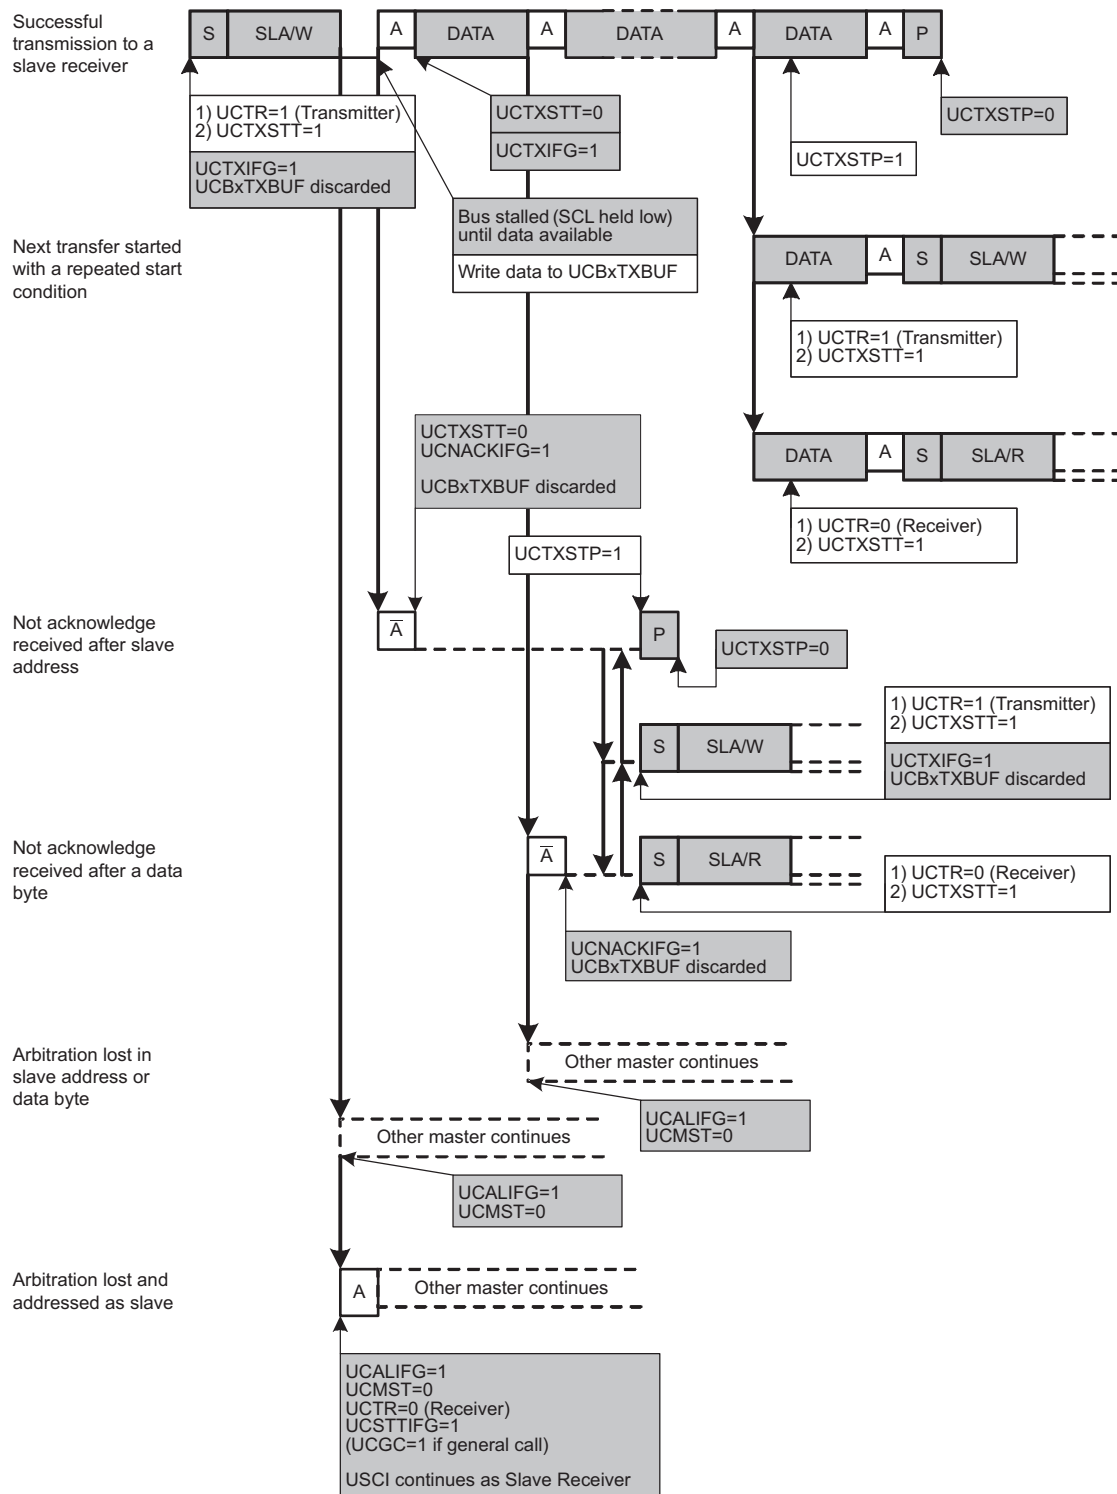 Successful
transmission to a
slave receiver
S SLA/W A DATA A DATA A DATA A P
1) UCTR=1 (Transmitter)
2) UCTXSTT=1
UCTXIFG=1
UCBxTXBUF discarded
UCTXSTT=0
UCTXIFG=1
UCTXSTP=1
UCTXSTP=0
Bus stalled (SCL held low)
until data available
Write data to UCBxTXBUF
Next transfer started
with a repeated start
condition
DATA A S SLA/W
1) UCTR=1 (Transmitter)
2) UCTXSTT=1
DATA A S SLA/R
1) UCTR=0 (Receiver)
2) UCTXSTT=1
UCTXSTT=0
UCNACKIFG=1
UCBxTXBUF discarded
UCTXSTP=1
Not acknowledge
received after slave
address
A̅ P
UCTXSTP=0
S SLA/W
1) UCTR=1 (Transmitter)
2) UCTXSTT=1
UCTXIFG=1
UCBxTXBUF discarded
Not acknowledge
received after a data
byte
A̅ S SLA/R
1) UCTR=0 (Receiver)
2) UCTXSTT=1
UCNACKIFG=1
UCBxTXBUF discarded
Arbitration lost in
slave address or
data byte
Other master continues
UCALIFG=1
UCMST=0
Other master continues
UCALIFG=1
UCMST=0
Arbitration lost and
addressed as slave
A Other master continues
UCALIFG=1
UCMST=0
UCTR=0 (Receiver)
UCSTTIFG=1
(UCGC=1 if general call)
USCI continues as Slave Receiver